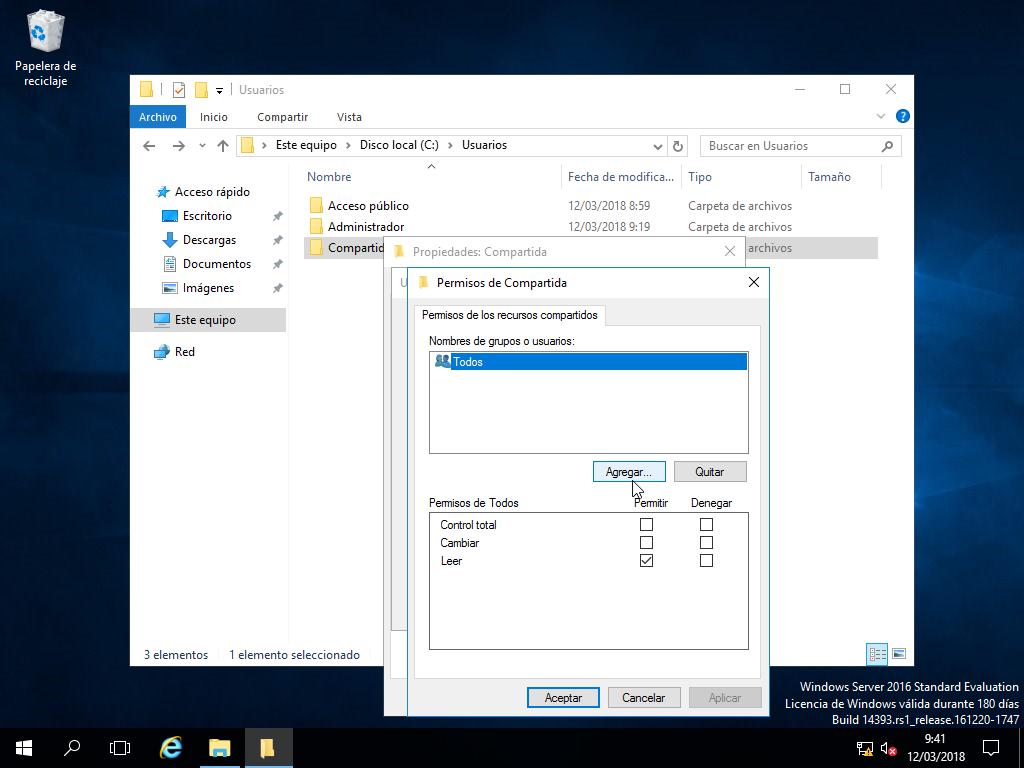 Papelera de
reciclaje
Usuarios
Archivo Inicio Compartir Vista
Este equipo Disco local (C:) Usuarios
Buscar en Usuarios
Nombre Fecha de modifica... Tipo Tamaño
Acceso rápido
Escritorio
Descargas
Documentos
Imágenes
Este equipo
Red
Acceso público 12/03/2018 8:59 Carpeta de archivos
Administrador 12/03/2018 9:19 Carpeta de archivos
Compartid archivos
Propiedades: Compartida
U
Permisos de Compartida
Permisos de los recursos compartidos
Nombres de grupos o usuarios:
Todos
Agregar... Quitar
Permisos de Todos Permitir Denegar
Control total
Cambiar
Leer
Aceptar Cancelar Aplicar
3 elementos 1 elemento seleccionado
Windows Server 2016 Standard Evaluation
Licencia de Windows válida durante 180 días
Build 14393.rs1_release.161220-1747
9:41
12/03/2018